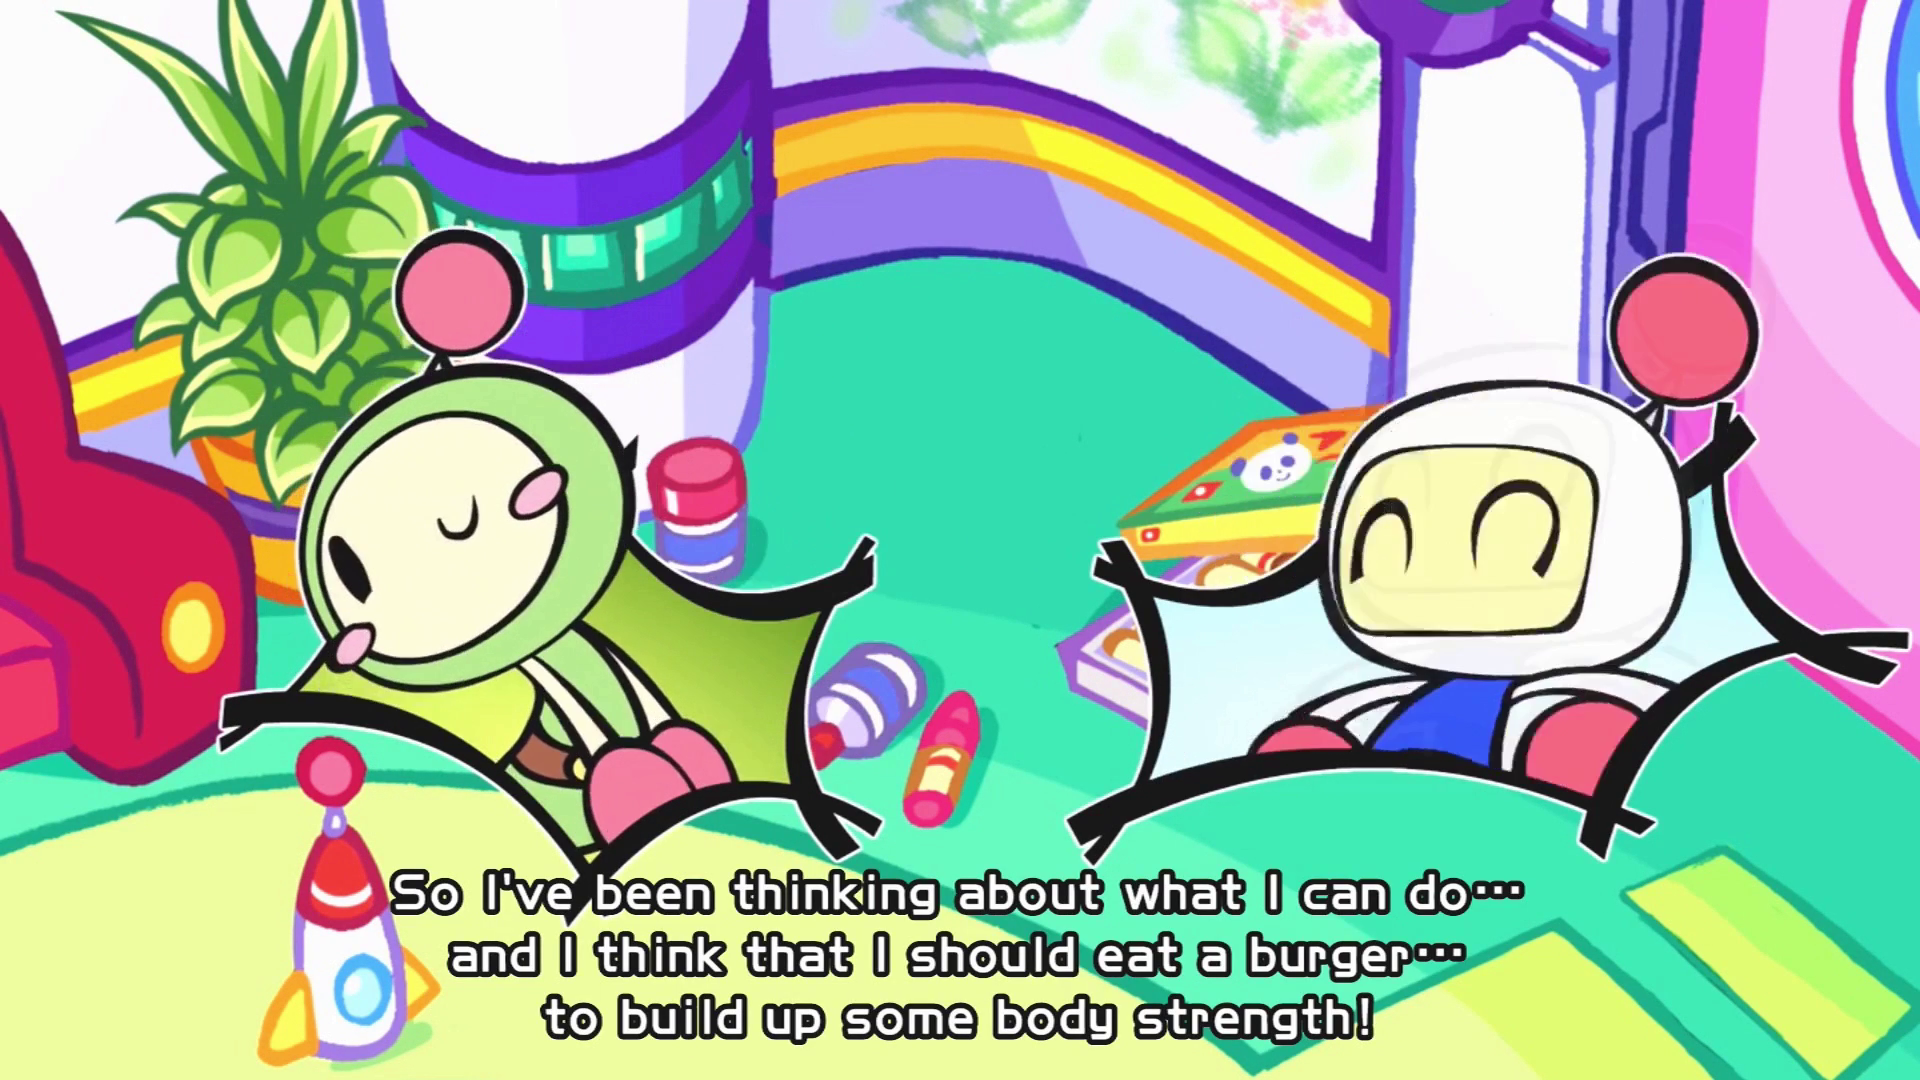 So I've been thinking about what I can do…
and I think that I should eat a burger…
to build up some body strength!